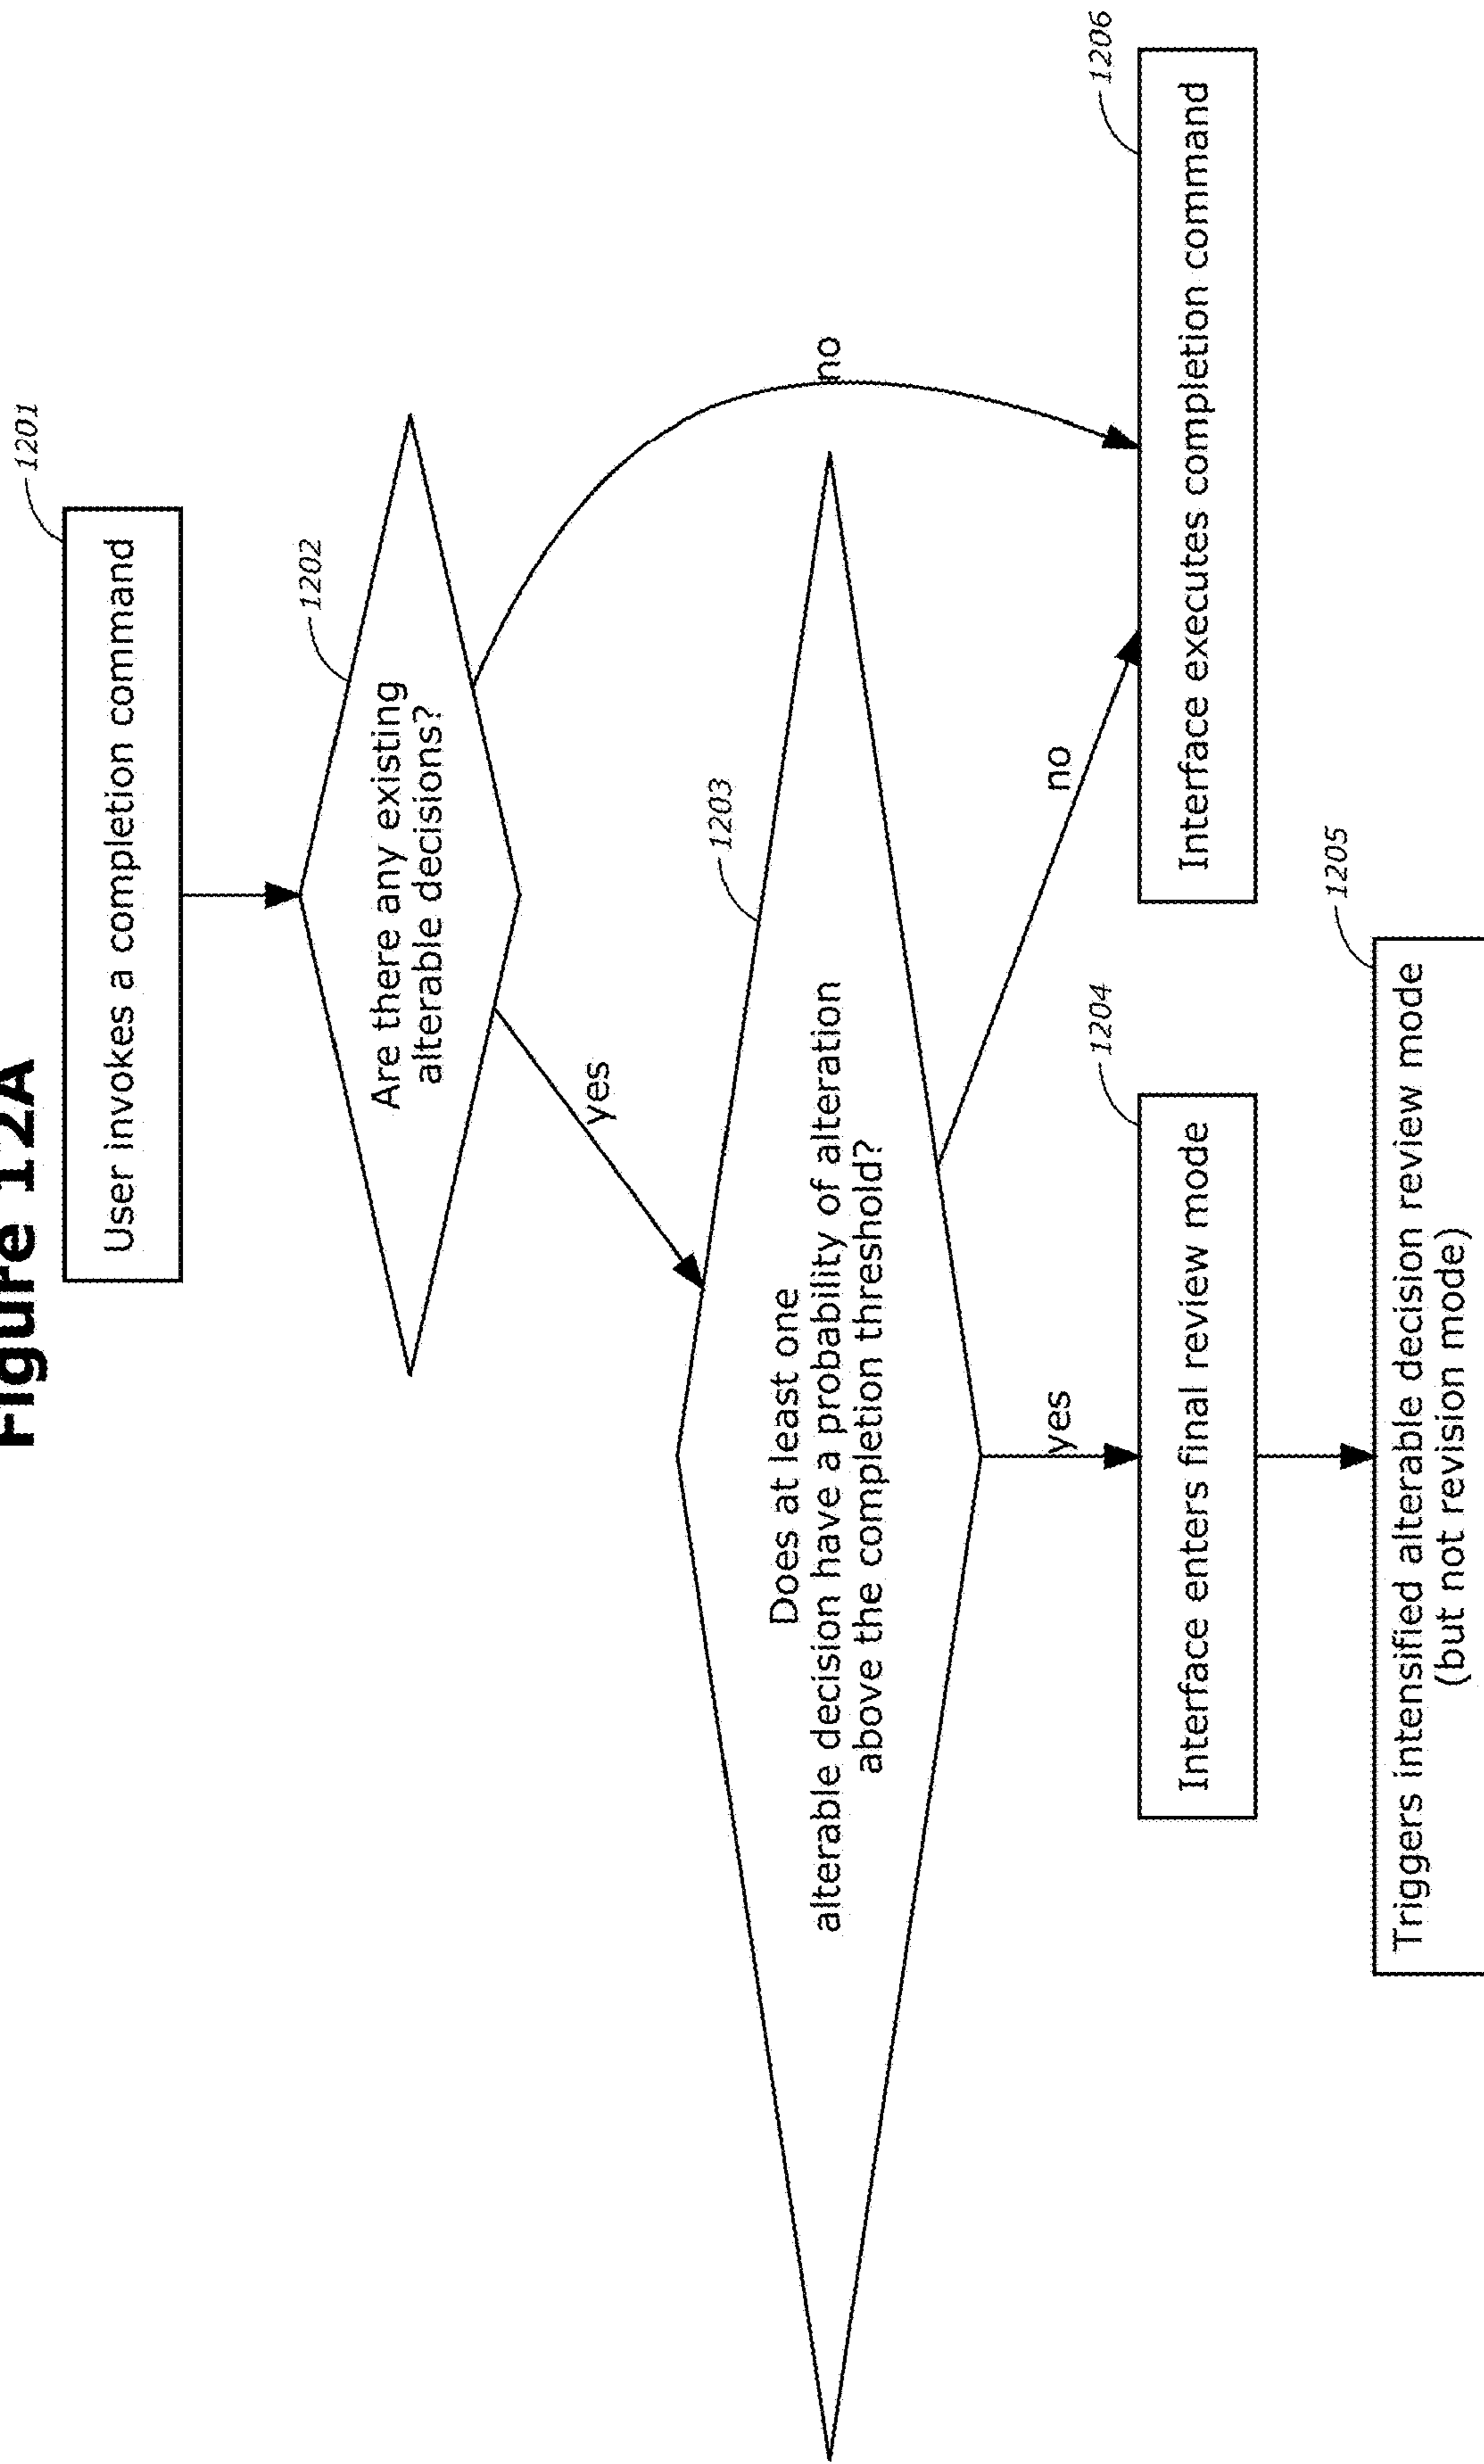 Figure 12A
1201
User invokes a completion command
1202
Are there any existing
alterable decisions?
yes
no
1203
Does at least one
alterable decision have a probability of alteration
above the completion threshold?
yes
no
1204
Interface enters final review mode
1206
Interface executes completion command
1205
Triggers intensified alterable decision review mode
(but not revision mode)